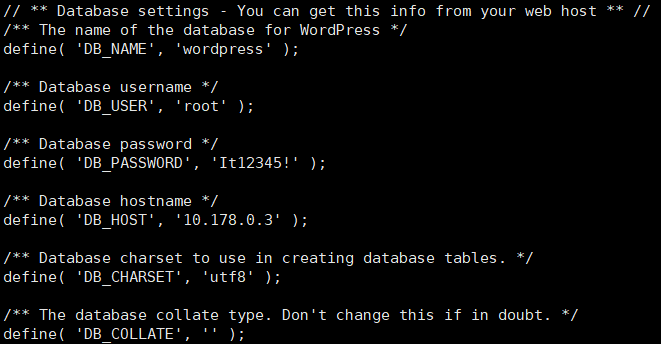 // ** Database settings - You can get this info from your web host ** //
/** The name of the database for WordPress */
define( 'DB_NAME', 'wordpress' );

/** Database username */
define( 'DB_USER', 'root' );

/** Database password */
define( 'DB_PASSWORD', 'It12345!' );

/** Database hostname */
define( 'DB_HOST', '10.178.0.3' );

/** Database charset to use in creating database tables. */
define( 'DB_CHARSET', 'utf8' );

/** The database collate type. Don't change this if in doubt. */
define( 'DB_COLLATE', '' );